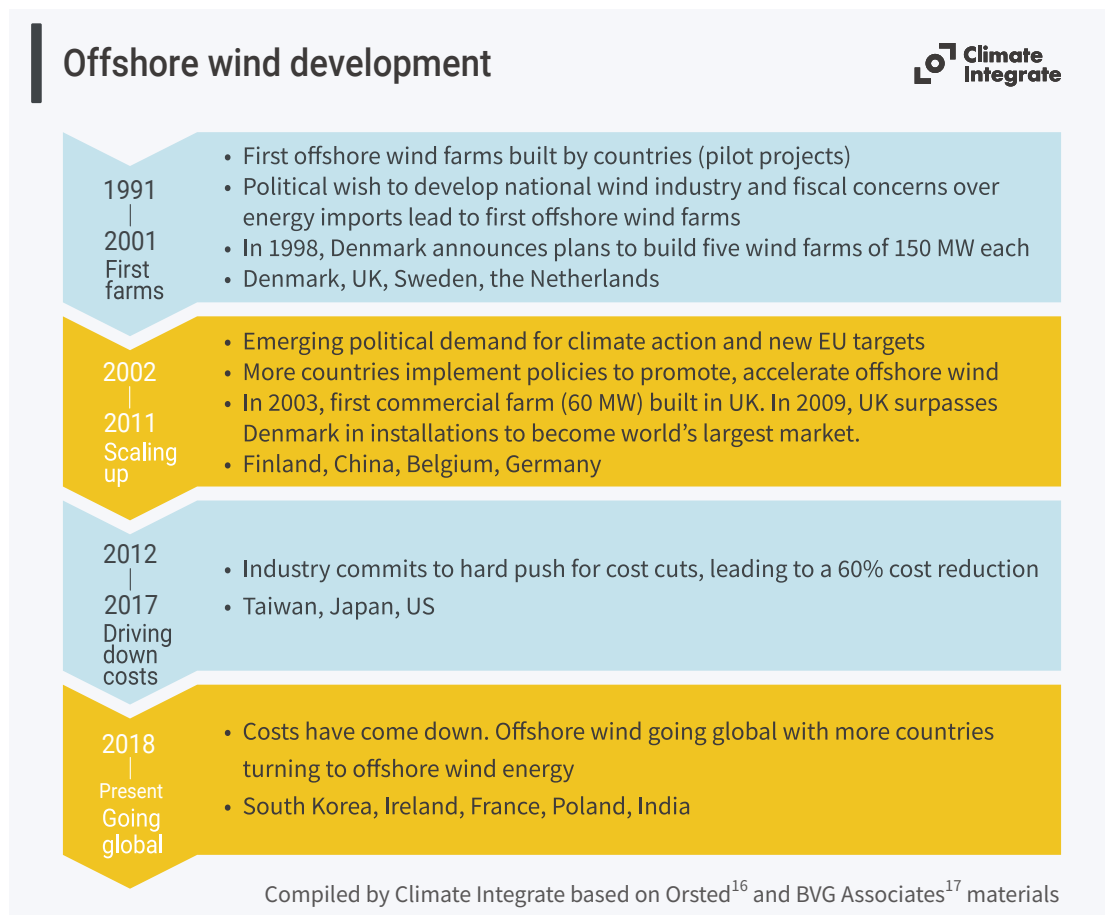 Offshore wind development
Climate
Integrate
1991
2001
First
farms
• First offshore wind farms built by countries (pilot projects)
• Political wish to develop national wind industry and fiscal concerns over
energy imports lead to first offshore wind farms
• In 1998, Denmark announces plans to build five wind farms of 150 MW each
• Denmark, UK, Sweden, the Netherlands
2002
2011
Scaling
up
• Emerging political demand for climate action and new EU targets
• More countries implement policies to promote, accelerate offshore wind
• In 2003, first commercial farm (60 MW) built in UK. In 2009, UK surpasses
Denmark in installations to become world's largest market.
• Finland, China, Belgium, Germany
2012
2017
Driving
down
costs
• Industry commits to hard push for cost cuts, leading to a 60% cost reduction
• Taiwan, Japan, US
2018
Present
Going
global
• Costs have come down. Offshore wind going global with more countries
turning to offshore wind energy
• South Korea, Ireland, France, Poland, India
Compiled by Climate Integrate based on Orsted16 and BVG Associates17 materials